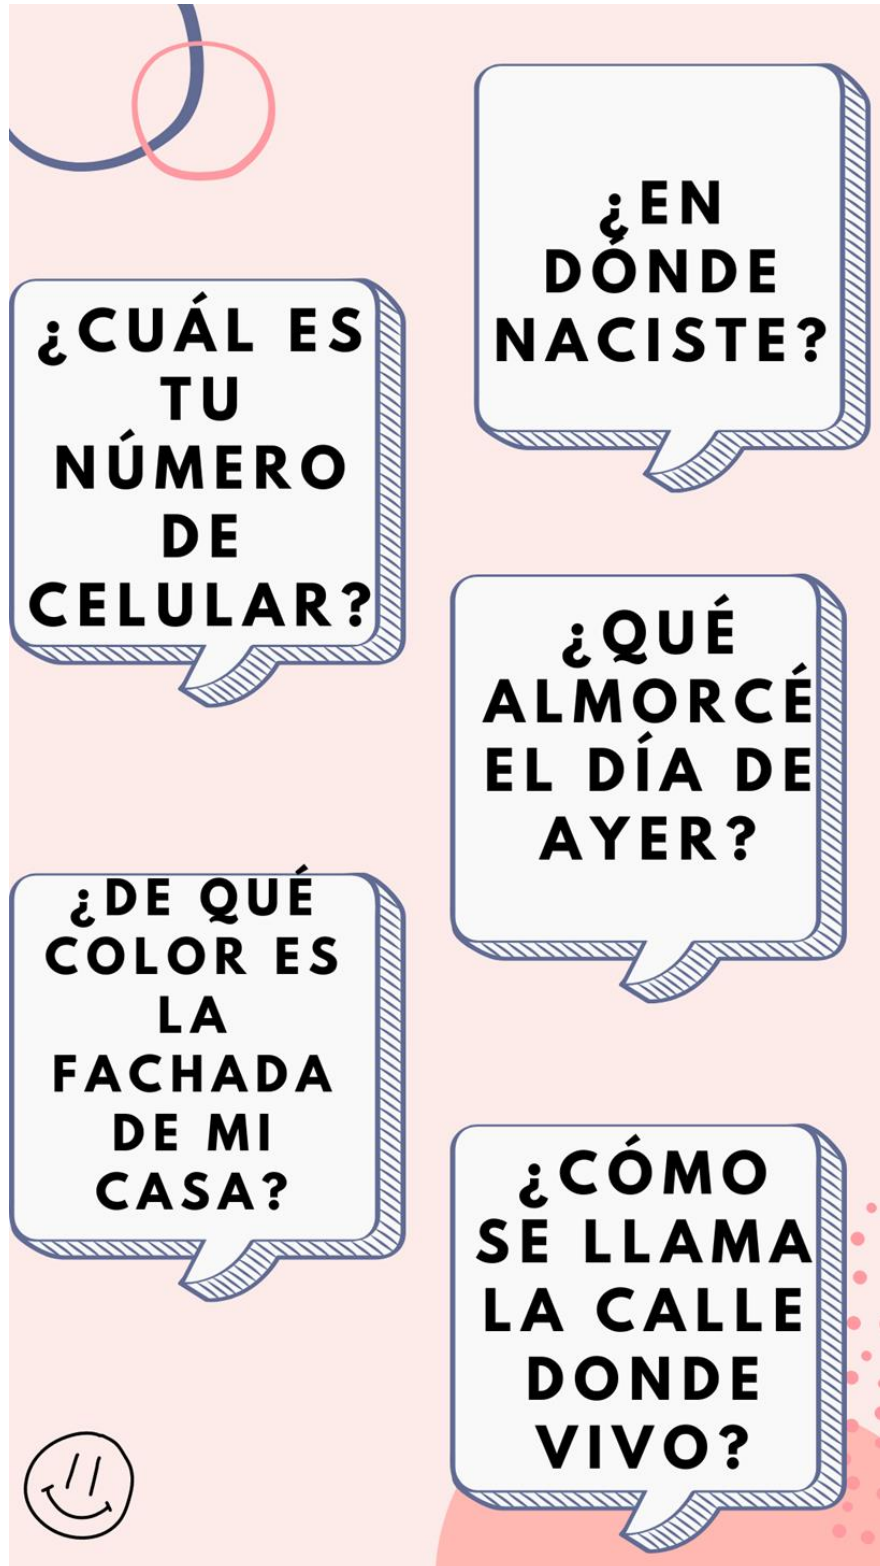 ¿EN
DÓNDE
NACISTE?
¿CUÁL ES
TU
NÚMERO
DE
CELULAR?
¿QUÉ
ALMORCÉ
EL DÍA DE
AYER?
¿DE QUÉ
COLOR ES
LA
FACHADA
DE MI
CASA?
¿CÓMO
SE LLAMA
LA CALLE
DONDE
VIVO?